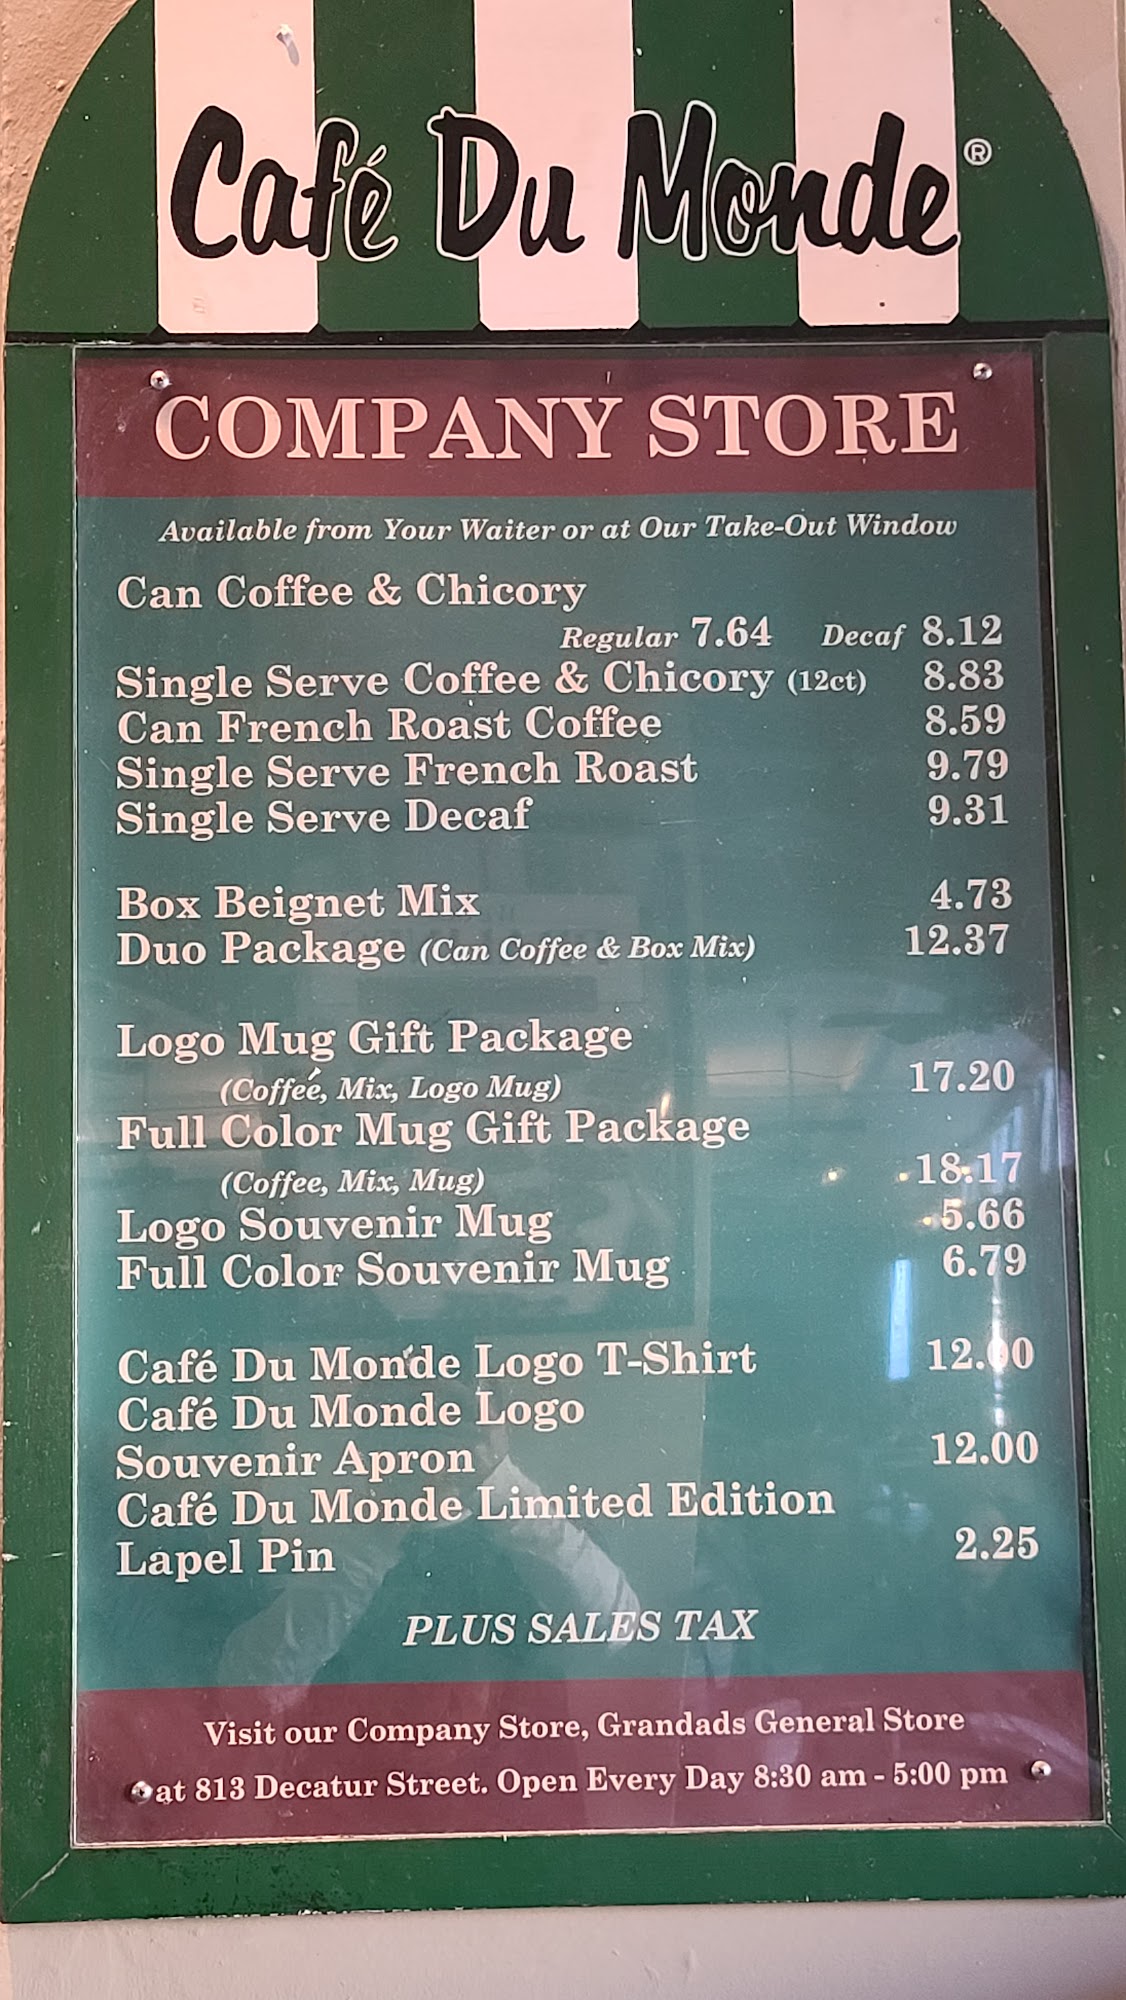 Café Du Monde®
COMPANY STORE
Available from Your Waiter or at Our Take-Out Window
Can Coffee & Chicory
Regular 7.64 Decaf 8.12
Single Serve Coffee & Chicory (12ct) 8.83
Can French Roast Coffee 8.59
Single Serve French Roast 9.79
Single Serve Decaf 9.31
Box Beignet Mix 4.73
Duo Package (Can Coffee & Box Mix) 12.37
Logo Mug Gift Package
(Coffee, Mix, Logo Mug) 17.20
Full Color Mug Gift Package
(Coffee, Mix, Mug) 18.17
Logo Souvenir Mug 5.66
Full Color Souvenir Mug 6.79
Café Du Monde Logo T-Shirt 12.00
Café Du Monde Logo
Souvenir Apron 12.00
Café Du Monde Limited Edition
Lapel Pin 2.25
PLUS SALES TAX
Visit our Company Store, Grandads General Store
at 813 Decatur Street. Open Every Day 8:30 am - 5:00 pm